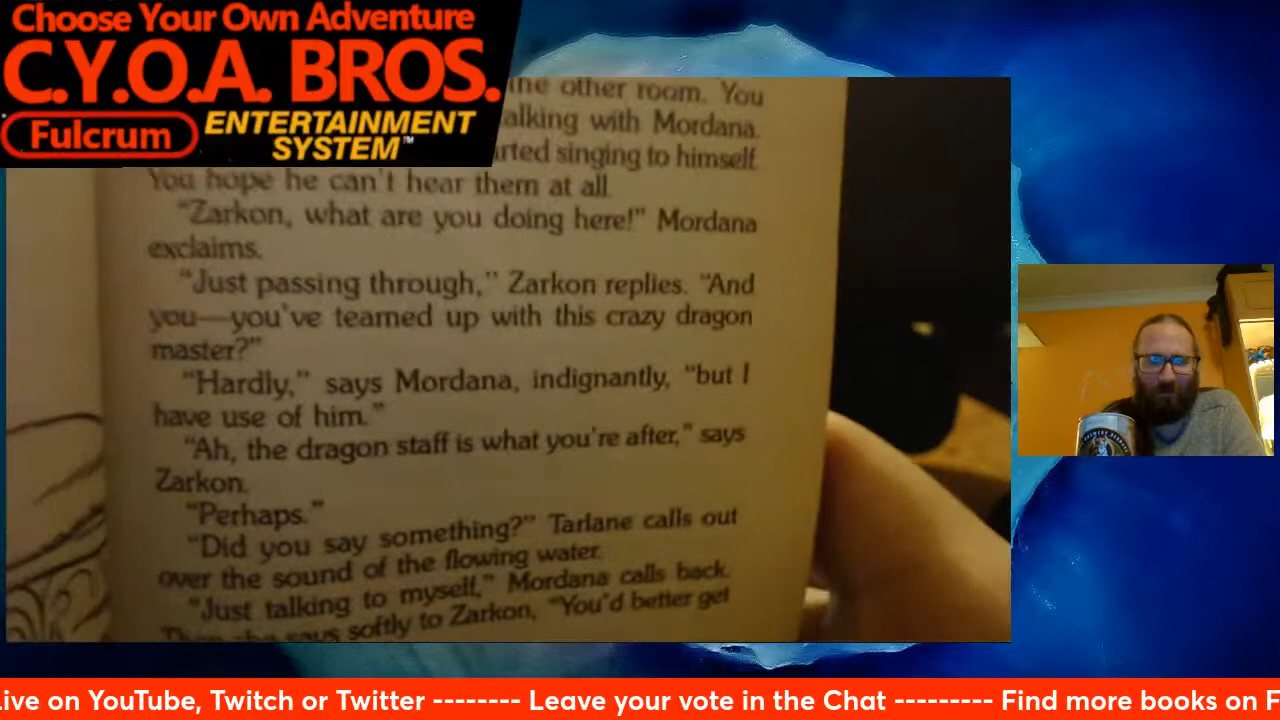 Choose Your Own Adventure
C.Y.O.A. BROS.
Fulcrum ENTERTAINMENT
SYSTEM™
the other room. You
alking with Mordana.
rted singing to himself.
You hope he can't hear them at all.
"Zarkon, what are you doing here!" Mordana
exclaims.
"Just passing through," Zarkon replies. "And
you—you've teamed up with this crazy dragon
master?"
"Hardly," says Mordana, indignantly, "but I
have use of him."
"Ah, the dragon staff is what you're after," says
Zarkon.
"Perhaps."
"Did you say something?" Tarlane calls out
over the sound of the flowing water.
"Just talking to myself," Mordana calls back.
Then she says softly to Zarkon, "You'd better get
Live on YouTube, Twitch or Twitter -------- Leave your vote in the Chat --------- Find more books on F